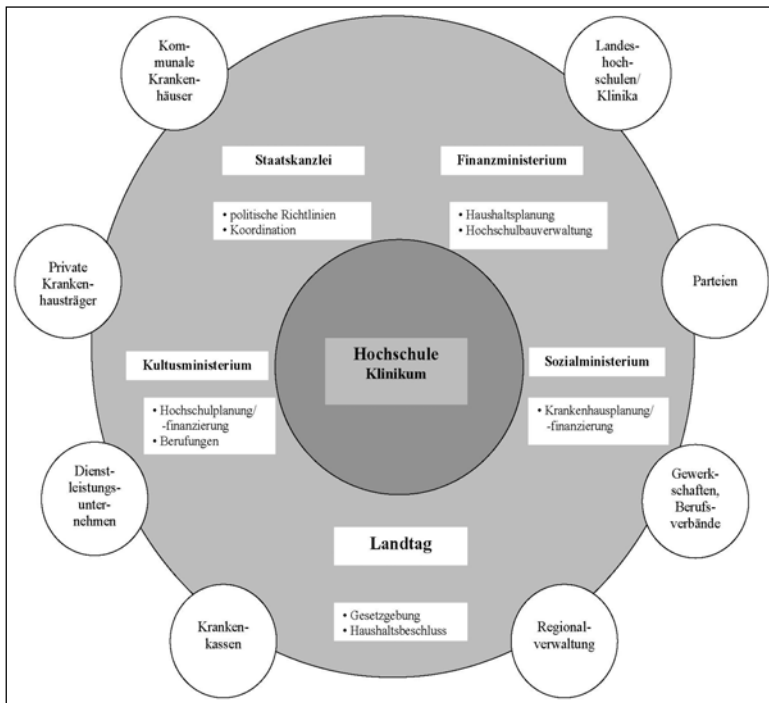 Kom-
munale
Kranken-
häuser
Landes-
hoch-
schulen/
Klinika
Staatskanzlei
• politische Richtlinien
• Koordination
Finanzministerium
• Haushaltsplanung
• Hochschulbauverwaltung
Private
Kranken-
hausträger
Parteien
Hochschule
Klinikum
Kultusministerium
• Hochschulplanung/
-finanzierung
• Berufungen
Sozialministerium
• Krankenhausplanung/
-finanzierung
Dienst-
leistungs-
unter-
nehmen
Gewerk-
schaften,
Berufs-
verbände
Landtag
• Gesetzgebung
• Haushaltsbeschluss
Kranken-
kassen
Regional-
verwaltung